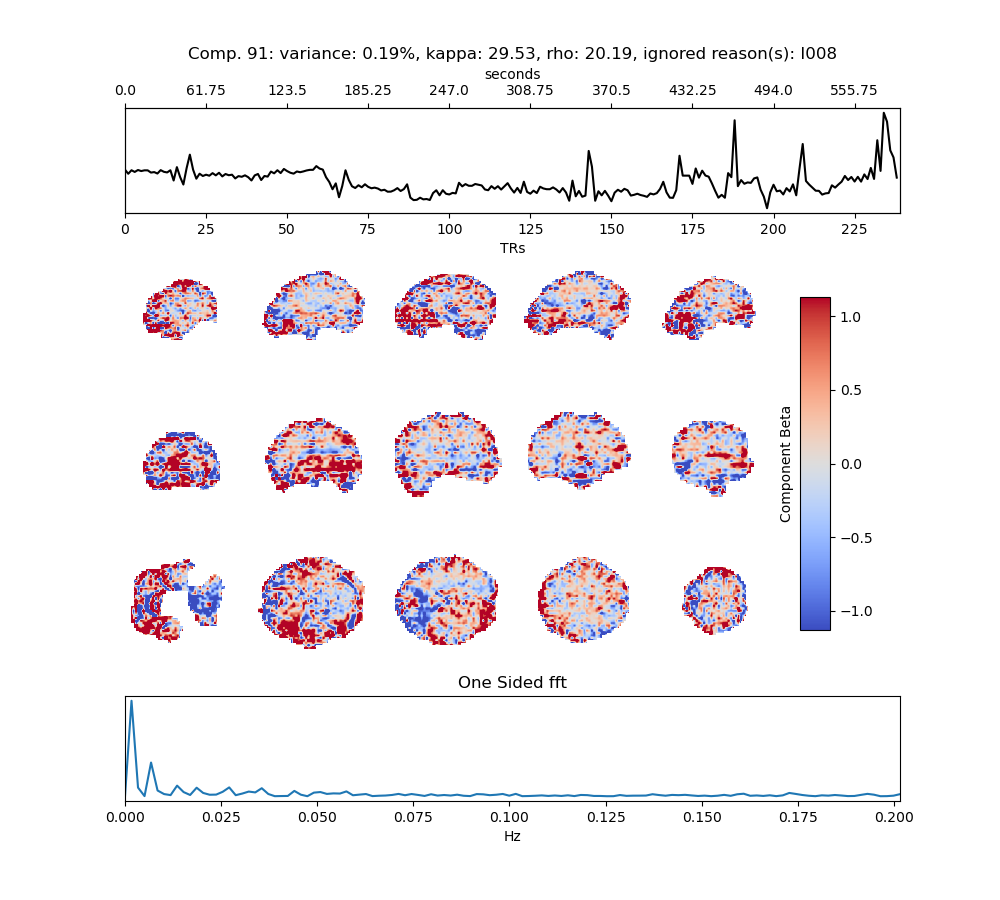 Comp. 91: variance: 0.19%, kappa: 29.53, rho: 20.19, ignored reason(s): I008
seconds
0.0 61.75 123.5 185.25 247.0 308.75 370.5 432.25 494.0 555.75
0 25 50 75 100 125 150 175 200 225
TRs
1.0
0.5
0.0
−0.5
−1.0
Component Beta
One Sided fft
0.000 0.025 0.050 0.075 0.100 0.125 0.150 0.175 0.200
Hz